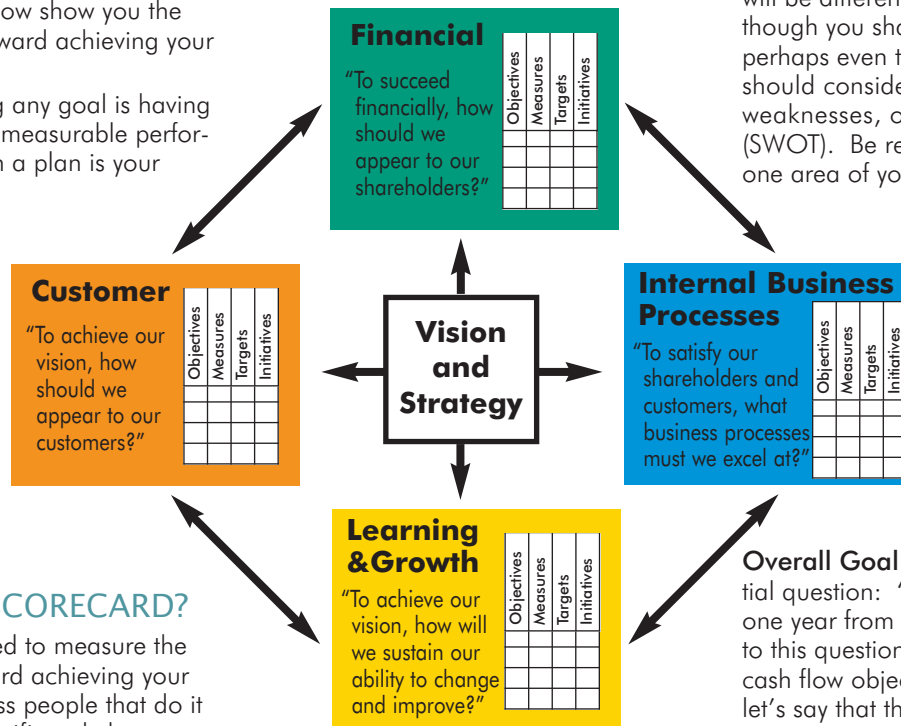 ow show you the
ward achieving your
g any goal is having
measurable perfor-
n a plan is your
though you sha
perhaps even t
should conside
weaknesses, o
(SWOT). Be re
one area of yo
Financial
"To succeed
financially, how
should we
appear to our
shareholders?"
Objectives
Measures
Targets
Initiatives
Customer
"To achieve our
vision, how
should we
appear to our
customers?"
Objectives
Measures
Targets
Initiatives
Vision
and
Strategy
Internal Business
Processes
"To satisfy our
shareholders and
customers, what
business processes
must we excel at?"
Objectives
Measures
Targets
Initiatives
Learning
&Growth
"To achieve our
vision, how will
we sustain our
ability to change
and improve?"
Objectives
Measures
Targets
Initiatives
CORECARD?
ed to measure the
rd achieving your
ss people that do it
Overall Goal
tial question: "
one year from
to this question
cash flow objec
let's say that th